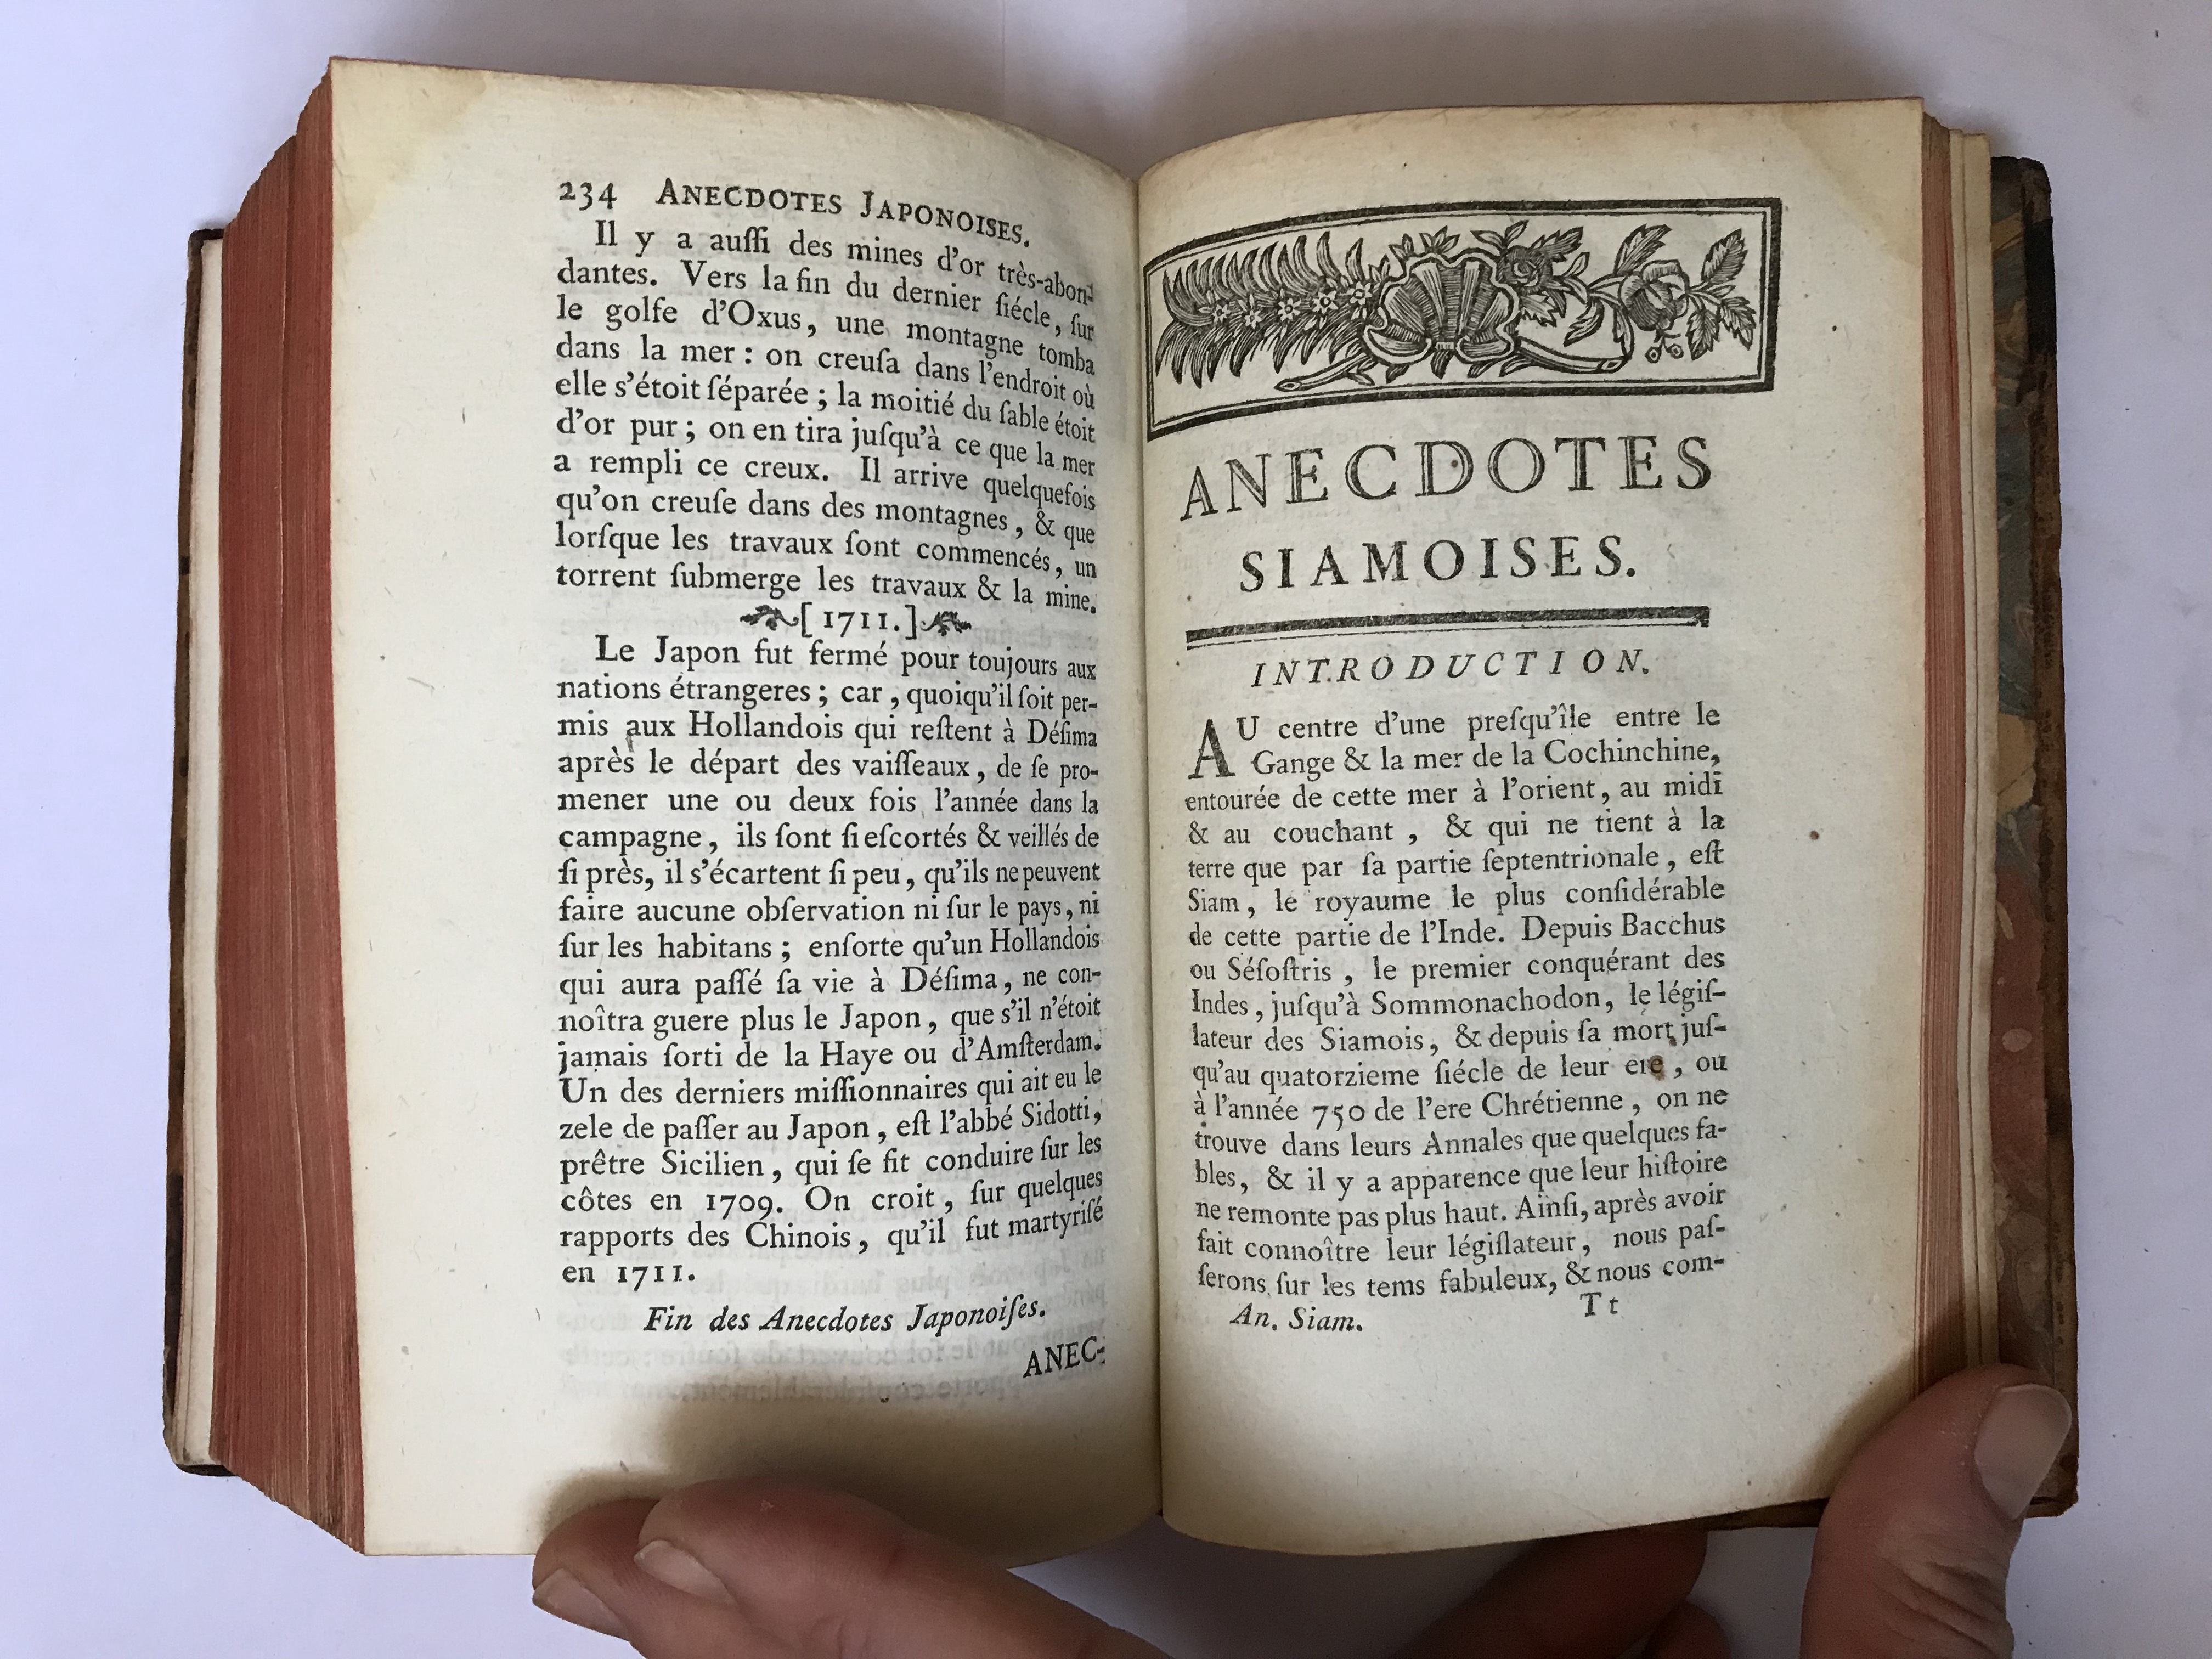 234 ANECDOTES JAPONOISES.
Il y a auſſi des mines d'or très-abon-
dantes. Vers la fin du dernier ſiécle, ſur
le golfe d'Oxus, une montagne tomba
dans la mer : on creuſa dans l'endroit où
elle s'étoit ſéparée ; la moitié du ſable étoit
d'or pur ; on en tira juſqu'à ce que la mer
a rempli ce creux. Il arrive quelquefois
qu'on creuſe dans des montagnes, & que
lorſque les travaux ſont commencés, un
torrent ſubmerge les travaux & la mine.
[ 1711. ]
Le Japon fut fermé pour toujours aux
nations étrangeres ; car, quoiqu'il ſoit per-
mis aux Hollandois qui reſtent à Déſima
après le départ des vaiſſeaux, de ſe pro-
mener une ou deux fois l'année dans la
campagne, ils ſont ſi eſcortés & veillés de
ſi près, il s'écartent ſi peu, qu'ils ne peuvent
faire aucune obſervation ni ſur le pays, ni
ſur les habitans ; enſorte qu'un Hollandois
qui aura paſſé ſa vie à Déſima, ne con-
noîtra guere plus le Japon, que s'il n'étoit
jamais ſorti de la Haye ou d'Amſterdam.
Un des derniers miſſionnaires qui ait eu le
zele de paſſer au Japon, eſt l'abbé Sidotti,
prêtre Sicilien, qui ſe fit conduire ſur les
côtes en 1709. On croit, ſur quelques
rapports des Chinois, qu'il fut martyriſé
en 1711.
Fin des Anecdotes Japonoiſes.
ANEC-
ANECDOTES
SIAMOISES.
INTRODUCTION.
AU centre d'une preſqu'île entre le
Gange & la mer de la Cochinchine,
entourée de cette mer à l'orient, au midi
& au couchant, & qui ne tient à la
terre que par ſa partie ſeptentrionale, eſt
Siam, le royaume le plus conſidérable
de cette partie de l'Inde. Depuis Bacchus
ou Séſoſtris, le premier conquérant des
Indes, juſqu'à Sommonachodon, le légiſ-
lateur des Siamois, & depuis ſa mort juſ-
qu'au quatorzieme ſiécle de leur ere, ou
à l'année 750 de l'ere Chrétienne, on ne
trouve dans leurs Annales que quelques fa-
bles, & il y a apparence que leur hiſtoire
ne remonte pas plus haut. Ainſi, après avoir
fait connoître leur légiſlateur, nous paſ-
ſerons ſur les tems fabuleux, & nous com-
An. Siam. T t